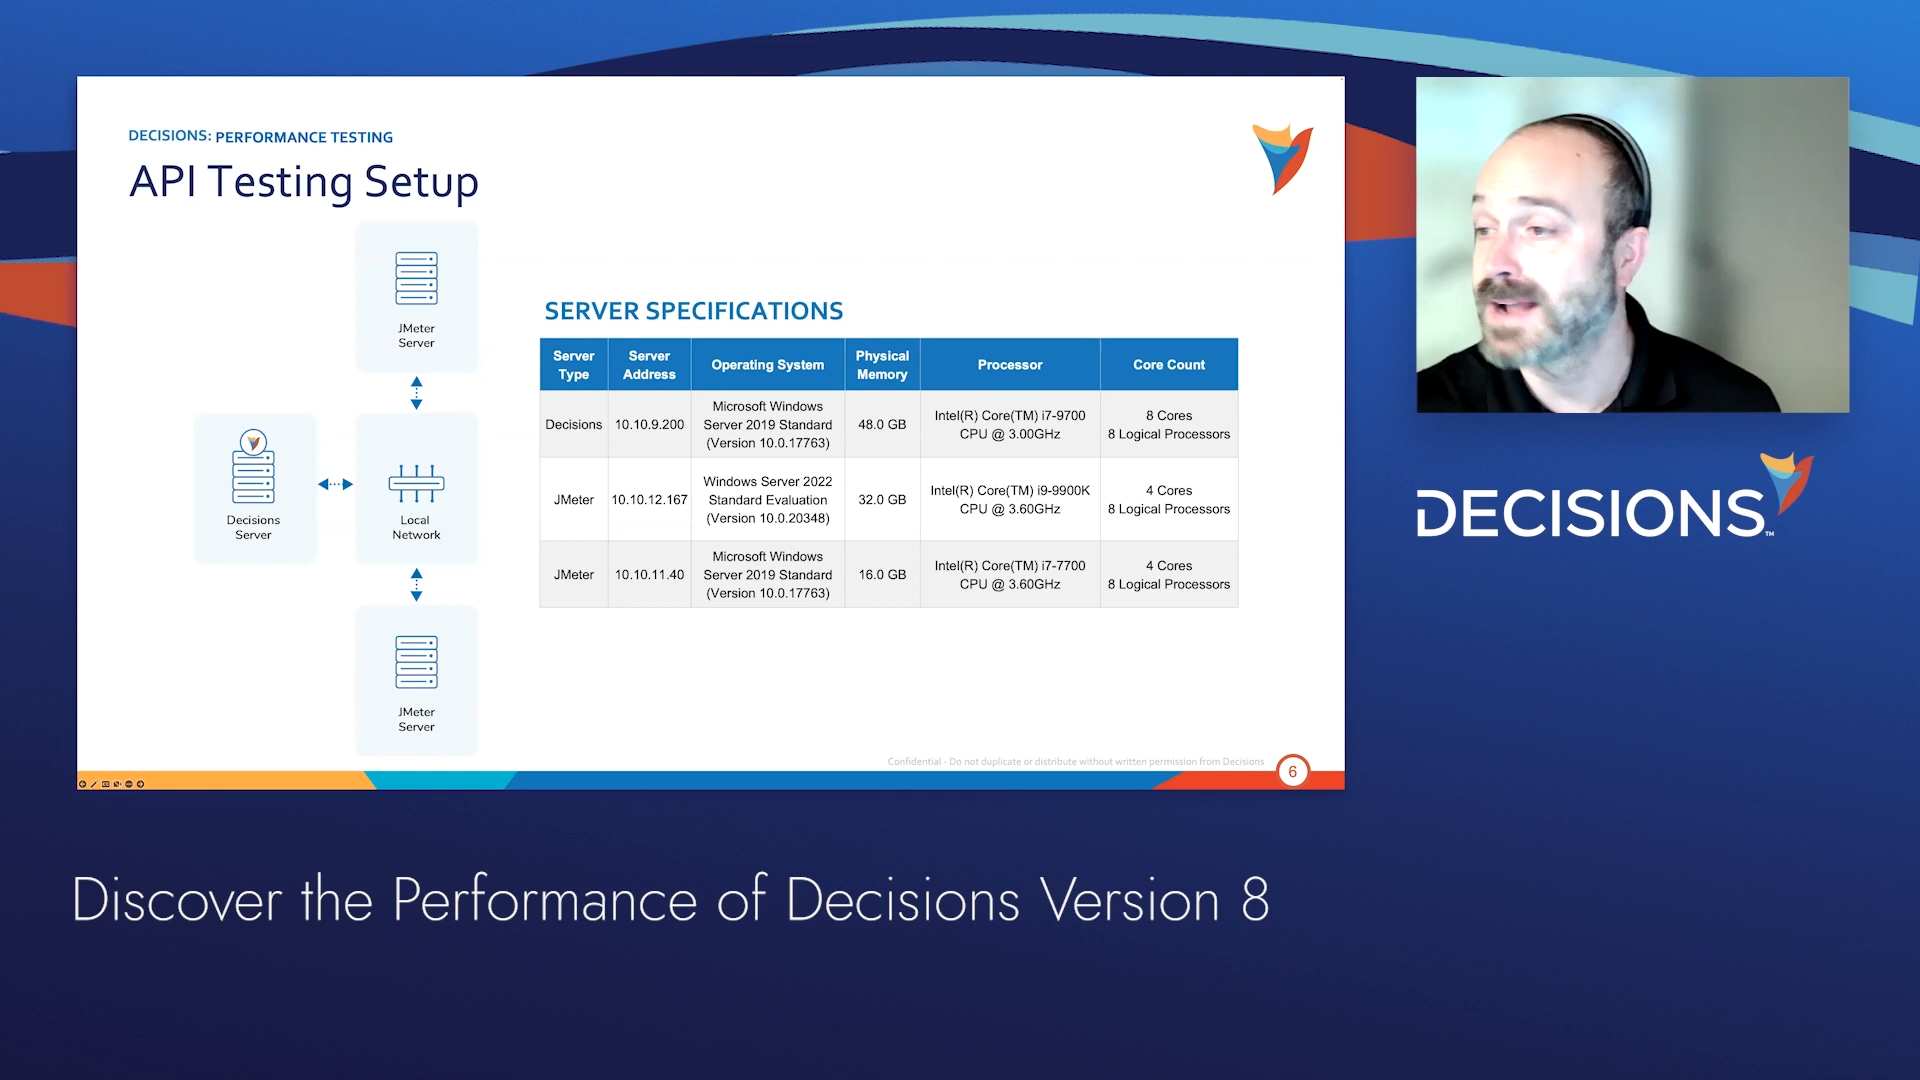 DECISIONS: PERFORMANCE TESTING
API Testing Setup
JMeter
Server
Decisions
Server
Local
Network
JMeter
Server
SERVER SPECIFICATIONS
Server Type
Server Address
Operating System
Physical Memory
Processor
Core Count
Decisions
10.10.9.200
Microsoft Windows
Server 2019 Standard
(Version 10.0.17763)
48.0 GB
Intel(R) Core(TM) i7-9700
CPU @ 3.00GHz
8 Cores
8 Logical Processors
JMeter
10.10.12.167
Windows Server 2022
Standard Evaluation
(Version 10.0.20348)
32.0 GB
Intel(R) Core(TM) i9-9900K
CPU @ 3.60GHz
4 Cores
8 Logical Processors
JMeter
10.10.11.40
Microsoft Windows
Server 2019 Standard
(Version 10.0.17763)
16.0 GB
Intel(R) Core(TM) i7-7700
CPU @ 3.60GHz
4 Cores
8 Logical Processors
Confidential - Do not duplicate or distribute without written permission from Decisions
6
DECISIONS™
Discover the Performance of Decisions Version 8